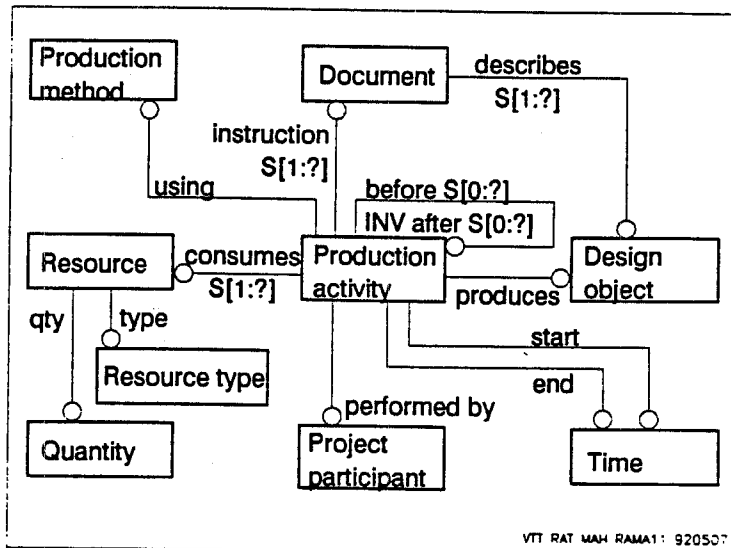 Production
method
Document
describes
S[1:?]
instruction
S[1:?]
using
before S[0:?]
INV after S[0:?]
Resource
consumes
S[1:?]
Production
activity
produces
Design
object
qty
type
start
Resource type
end
performed by
Quantity
Project
participant
Time
VTT RAT MAH RAMA1: 920507